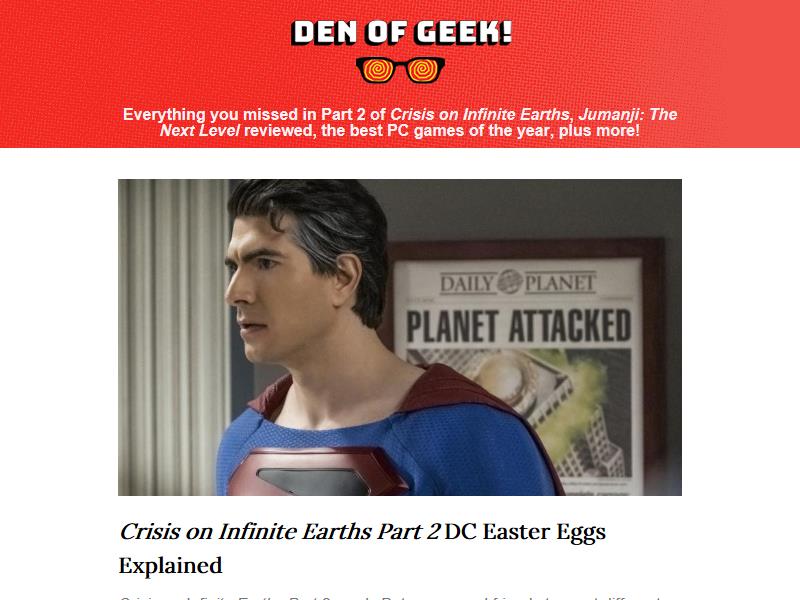 DEN OF GEEK!
Everything you missed in Part 2 of Crisis on Infinite Earths, Jumanji: The
Next Level reviewed, the best PC games of the year, plus more!
DAILY PLANET
PLANET ATTACKED
Crisis on Infinite Earths Part 2 DC Easter Eggs
Explained